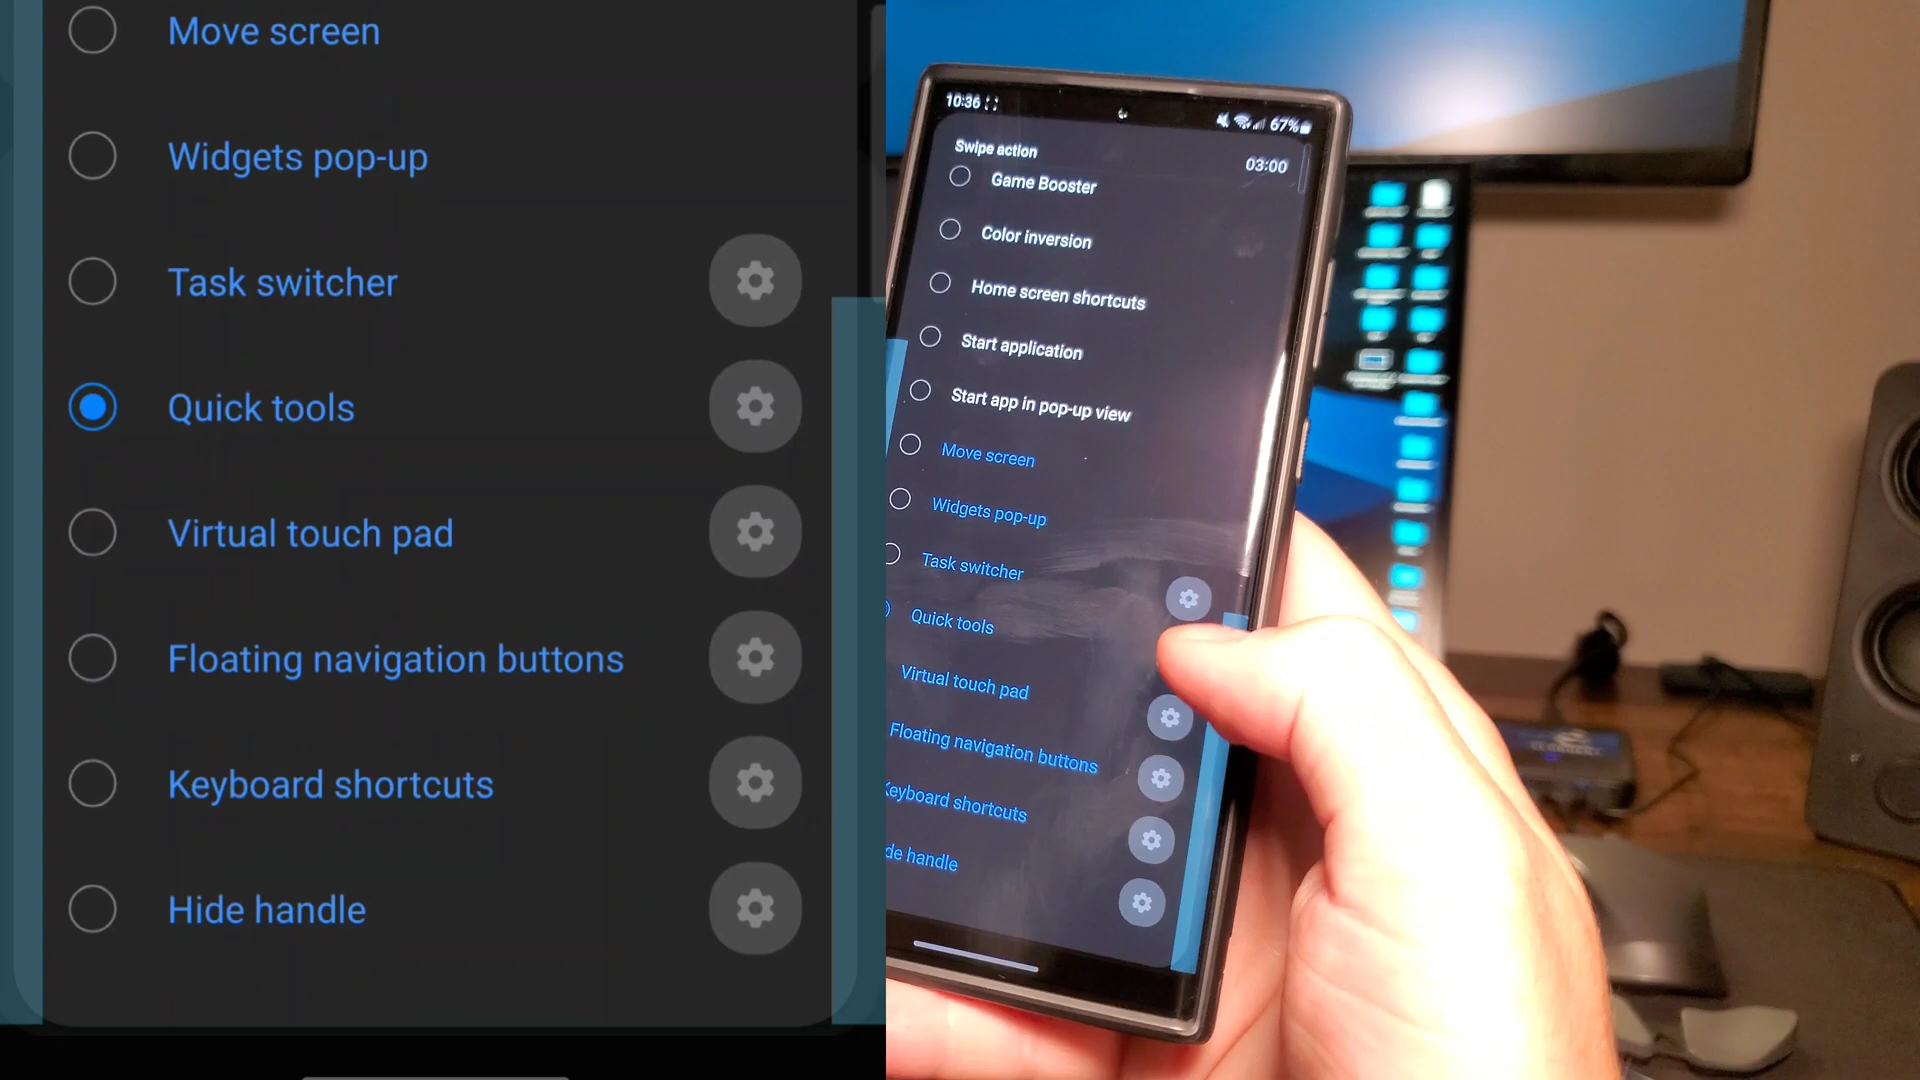 Move screen
Widgets pop-up
Task switcher
Quick tools
Virtual touch pad
Floating navigation buttons
Keyboard shortcuts
Hide handle
10:36
67%
Swipe action
03:00
Game Booster
Color inversion
Home screen shortcuts
Start application
Start app in pop-up view
Move screen
Widgets pop-up
Task switcher
Quick tools
Virtual touch pad
Floating navigation buttons
Keyboard shortcuts
de handle